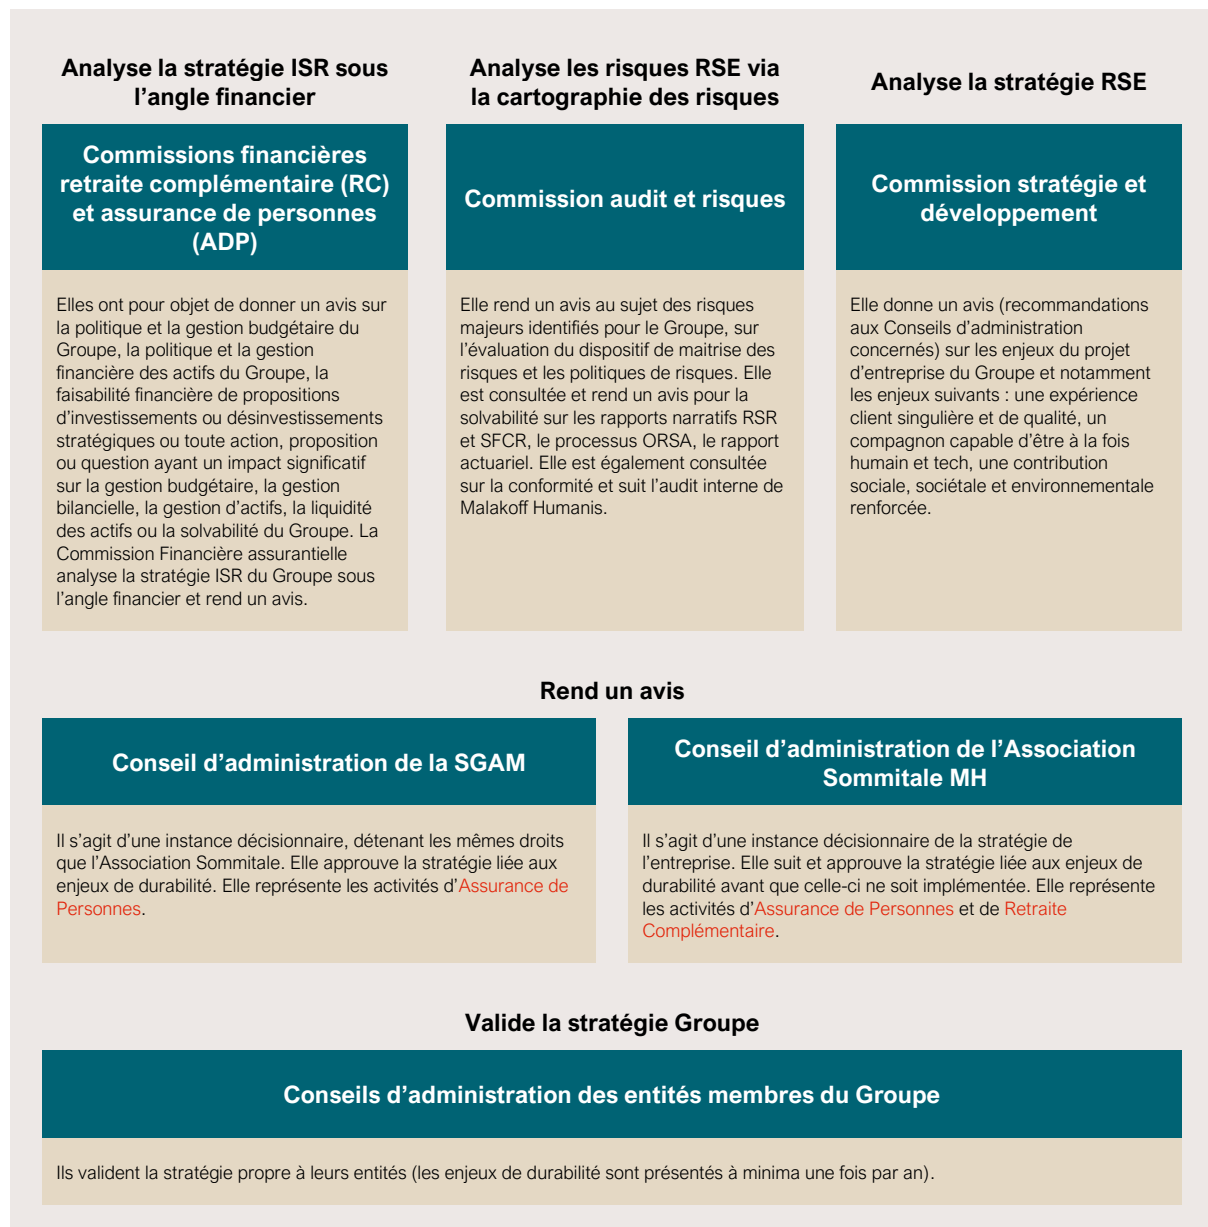 Analyse la stratégie ISR sous
l’angle financier
Commissions financières
retraite complémentaire (RC)
et assurance de personnes
(ADP)
Elles ont pour objet de donner un avis sur
la politique et la gestion budgétaire du
Groupe, la politique et la gestion
financière des actifs du Groupe, la
faisabilité financière de propositions
d’investissements ou désinvestissements
stratégiques ou toute action, proposition
ou question ayant un impact significatif
sur la gestion budgétaire, la gestion
bilancielle, la gestion d’actifs, la liquidité
des actifs ou la solvabilité du Groupe. La
Commission Financière assurantielle
analyse la stratégie ISR du Groupe sous
l’angle financier et rend un avis.
Analyse les risques RSE via
la cartographie des risques
Commission audit et risques
Elle rend un avis au sujet des risques
majeurs identifiés pour le Groupe, sur
l’évaluation du dispositif de maitrise des
risques et les politiques de risques. Elle
est consultée et rend un avis pour la
solvabilité sur les rapports narratifs RSR
et SFCR, le processus ORSA, le rapport
actuariel. Elle est également consultée
sur la conformité et suit l’audit interne de
Malakoff Humanis.
Analyse la stratégie RSE
Commission stratégie et
développement
Elle donne un avis (recommandations
aux Conseils d’administration
concernés) sur les enjeux du projet
d’entreprise du Groupe et notamment
les enjeux suivants : une expérience
client singulière et de qualité, un
compagnon capable d’être à la fois
humain et tech, une contribution
sociale, sociétale et environnementale
renforcée.
Rend un avis
Conseil d’administration de la SGAM
Il s’agit d’une instance décisionnaire, détenant les mêmes droits
que l’Association Sommitale. Elle approuve la stratégie liée aux
enjeux de durabilité. Elle représente les activités d’Assurance de
Personnes.
Conseil d’administration de l’Association
Sommitale MH
Il s’agit d’une instance décisionnaire de la stratégie de
l’entreprise. Elle suit et approuve la stratégie liée aux enjeux de
durabilité avant que celle-ci ne soit implémentée. Elle représente
les activités d’Assurance de Personnes et de Retraite
Complémentaire.
Valide la stratégie Groupe
Conseils d’administration des entités membres du Groupe
Ils valident la stratégie propre à leurs entités (les enjeux de durabilité sont présentés à minima une fois par an).